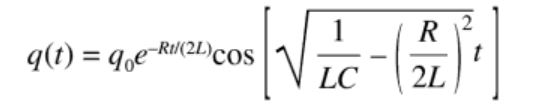 q(t) = q₀e^{-Rt/(2L)}cos[√(1/LC − (R/2L)²) t]